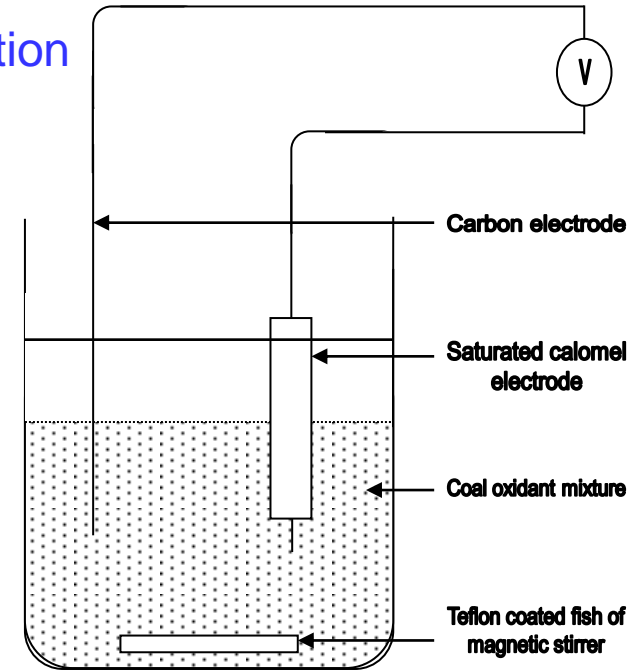 tion
V
Carbon electrode
Saturated calomel
electrode
Coal oxidant mixture
Teflon coated fish of
magnetic stirrer